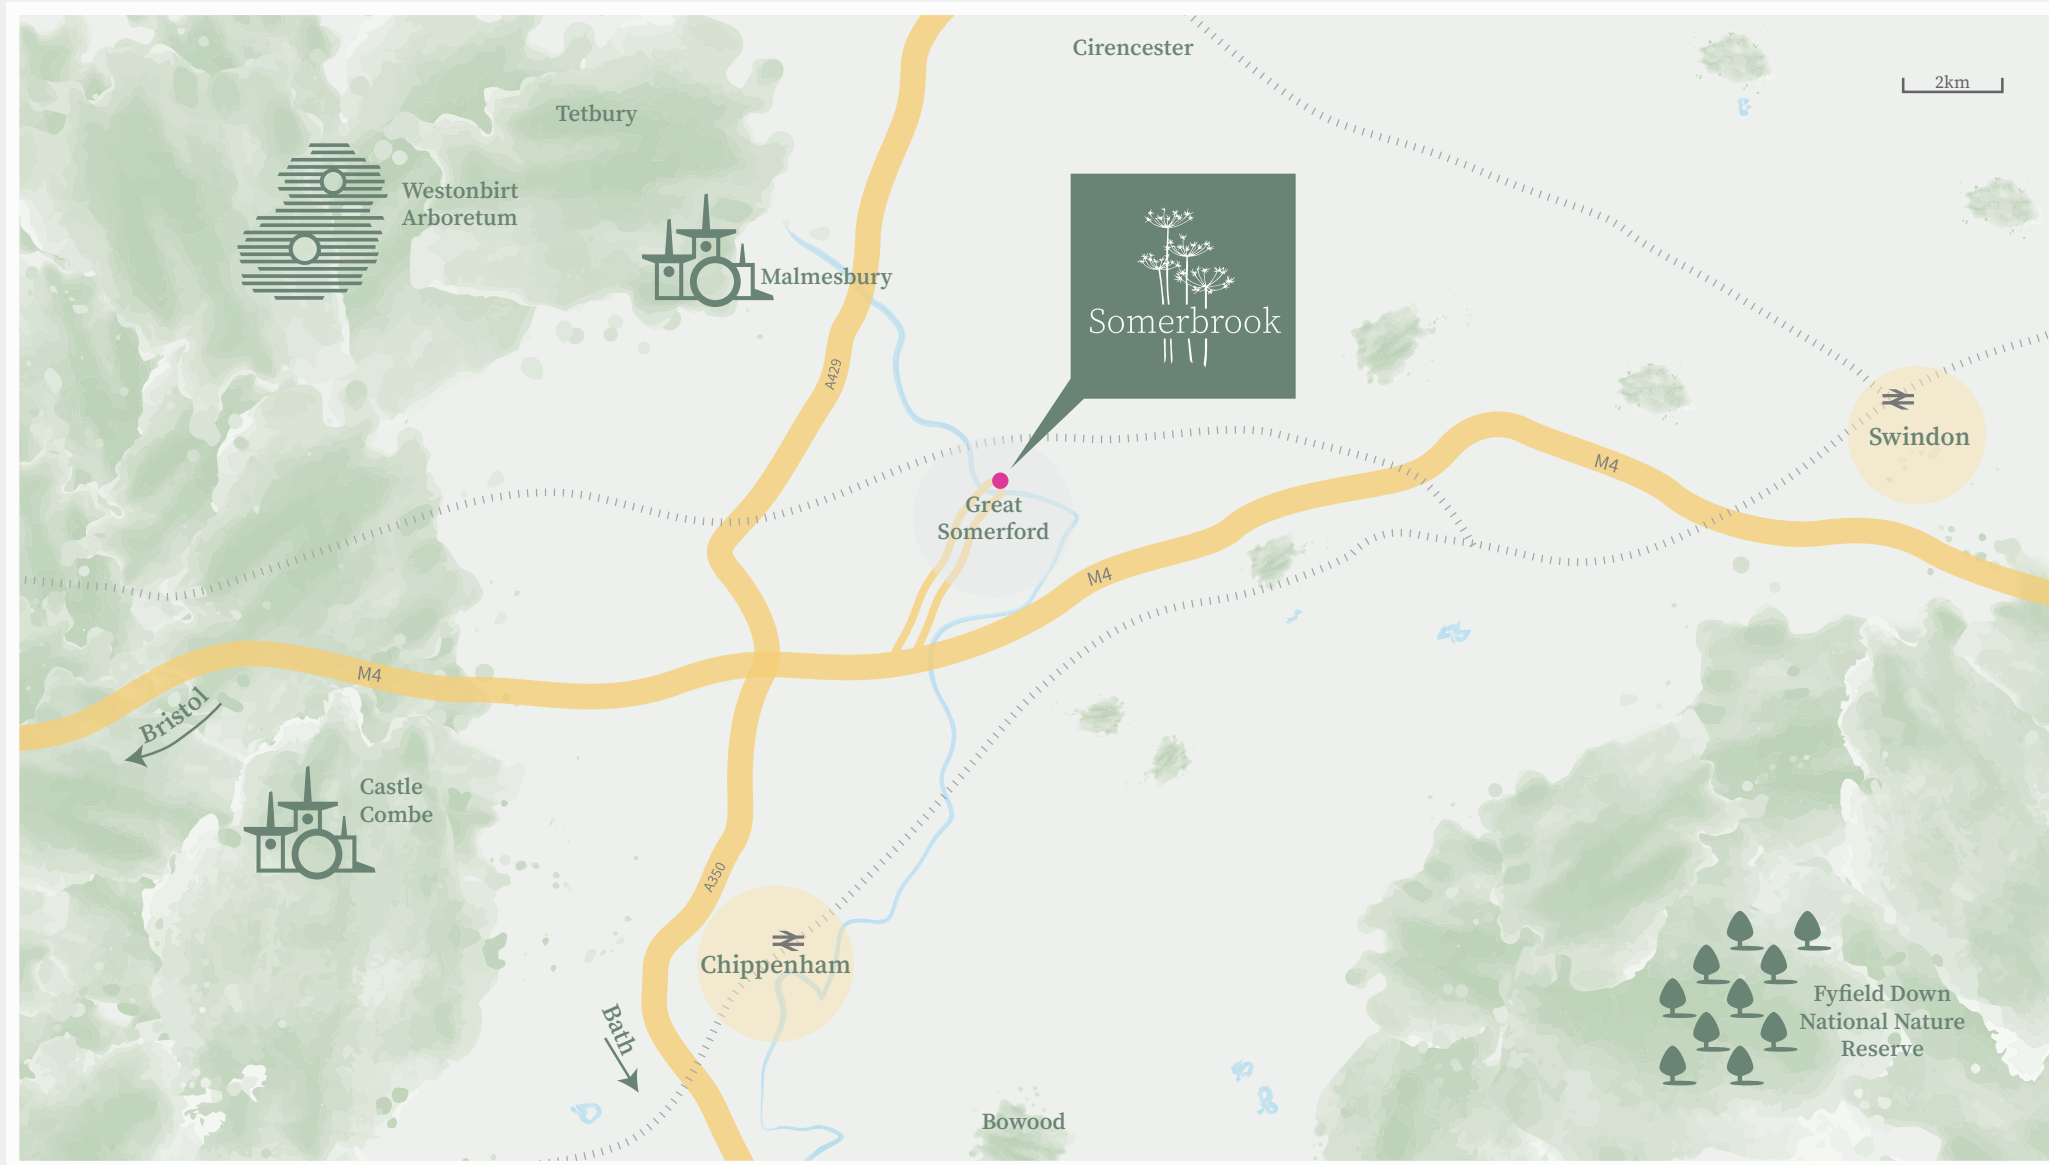 Cirencester
2km
Tetbury
Westonbirt
Arboretum
Malmesbury
Somerbrook
A429
Swindon
M4
Great
Somerford
M4
M4
Bristol
Castle
Combe
A350
Chippenham
Bath
Fyfield Down
National Nature
Reserve
Bowood